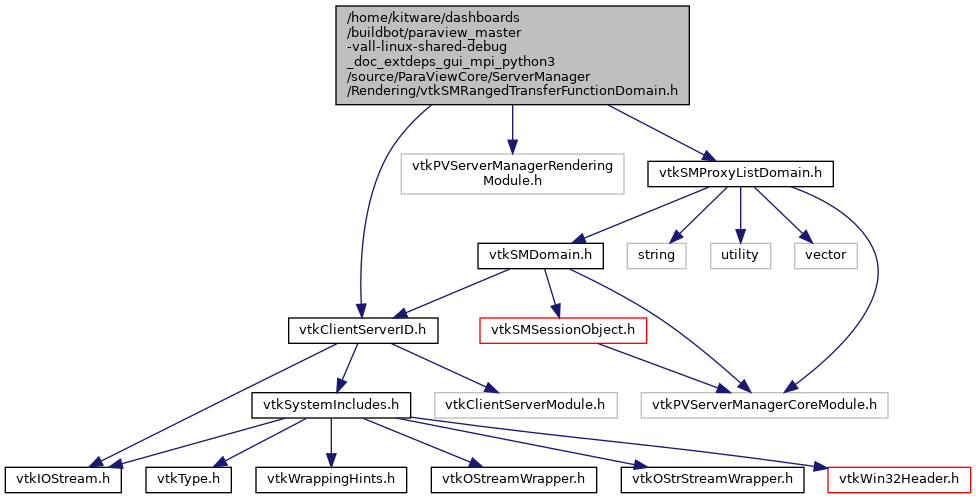 /home/kitware/dashboards
/buildbot/paraview_master
-vall-linux-shared-debug
_doc_extdeps_gui_mpi_python3
/source/ParaViewCore/ServerManager
/Rendering/vtkSMRangedTransferFunctionDomain.h
vtkPVServerManagerRendering
Module.h
vtkSMProxyListDomain.h
vtkSMDomain.h
string
utility
vector
vtkClientServerID.h
vtkSMSessionObject.h
vtkSystemIncludes.h
vtkClientServerModule.h
vtkPVServerManagerCoreModule.h
vtkIOStream.h
vtkType.h
vtkWrappingHints.h
vtkOStreamWrapper.h
vtkOStrStreamWrapper.h
vtkWin32Header.h